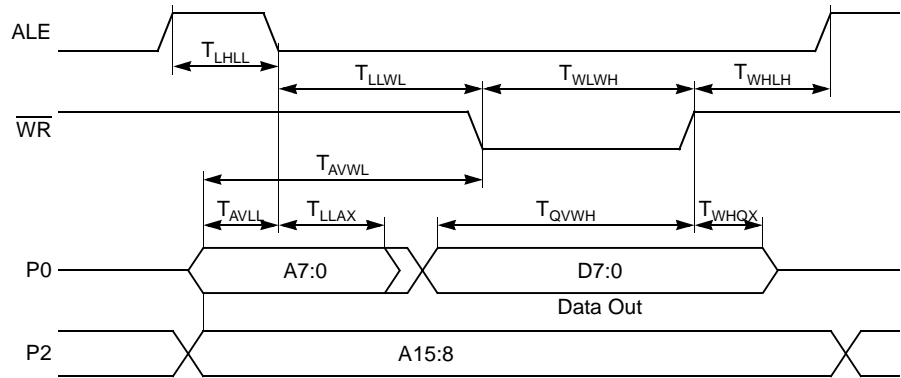 ALE
TLHLL
TLLWL TWLWH TWHLH
WR
TAVWL
TAVLL TLLAX TQVWH TWHQX
P0 A7:0 D7:0
Data Out
P2 A15:8